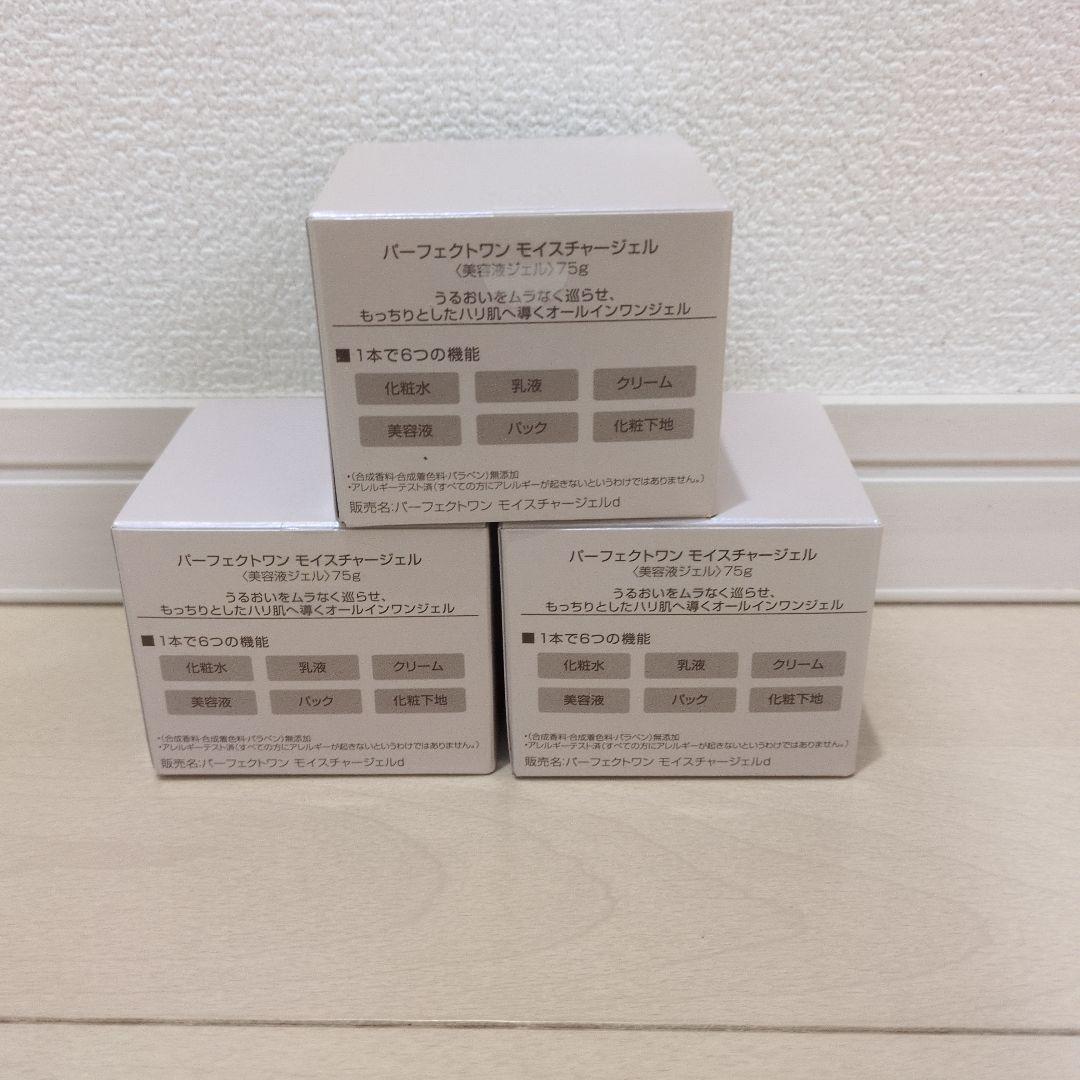 パーフェクトワン モイスチャージェル
〈美容液ジェル〉75g
うるおいをムラなく巡らせ、
もっちりとしたハリ肌へ導くオールインワンジェル
■1本で6つの機能
化粧水 乳液 クリーム
美容液 パック 化粧下地
・(合成香料・合成着色料・パラベン)無添加
・アレルギーテスト済(すべての方にアレルギーが起きないというわけではありません。)
販売名:パーフェクトワン モイスチャージェルd
パーフェクトワン モイスチャージェル
〈美容液ジェル〉75g
うるおいをムラなく巡らせ、
もっちりとしたハリ肌へ導くオールインワンジェル
■1本で6つの機能
化粧水 乳液 クリーム
美容液 パック 化粧下地
・(合成香料・合成着色料・パラベン)無添加
・アレルギーテスト済(すべての方にアレルギーが起きないというわけではありません。)
販売名:パーフェクトワン モイスチャージェルd
パーフェクトワン モイスチャージェル
〈美容液ジェル〉75g
うるおいをムラなく巡らせ、
もっちりとしたハリ肌へ導くオールインワンジェル
■1本で6つの機能
化粧水 乳液 クリーム
美容液 パック 化粧下地
・(合成香料・合成着色料・パラベン)無添加
・アレルギーテスト済(すべての方にアレルギーが起きないというわけではありません。)
販売名:パーフェクトワン モイスチャージェルd